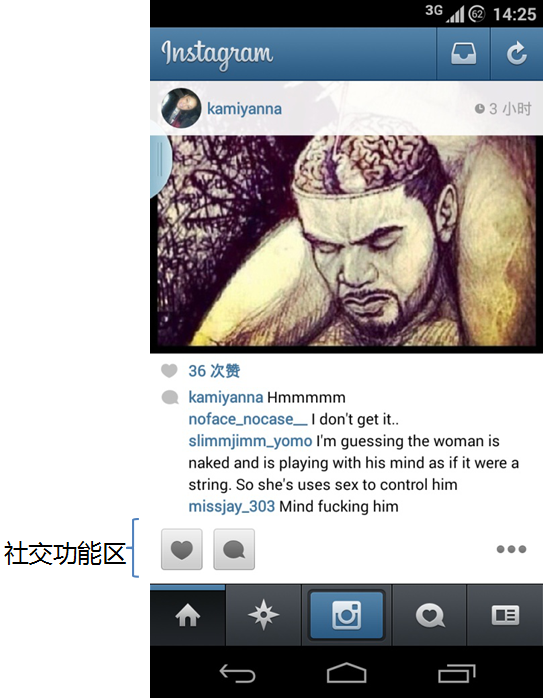 3G 62 14:25
Instagram
kamiyanna 3 小时
36 次赞
kamiyanna Hmmmmm
noface_nocase__ I don't get it..
slimmjimm_yomo I'm guessing the woman is
naked and is playing with his mind as if it were a
string. So she's uses sex to control him
missjay_303 Mind fucking him
社交功能区